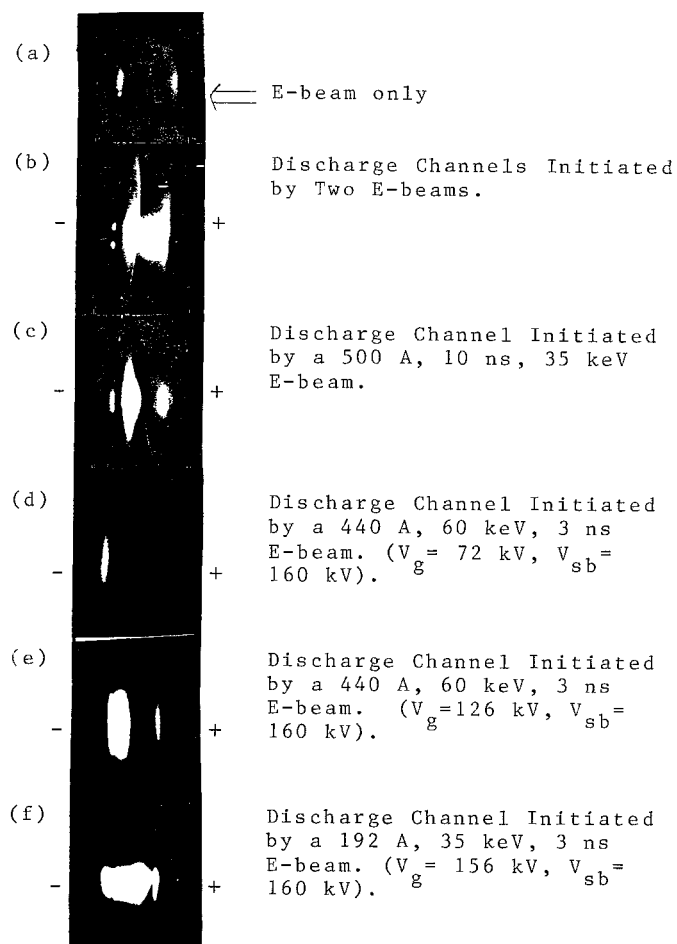 (a)
E-beam only
(b)
Discharge Channels Initiated
by Two E-beams.
- +
(c)
Discharge Channel Initiated
by a 500 A, 10 ns, 35 keV
E-beam.
- +
(d)
Discharge Channel Initiated
by a 440 A, 60 keV, 3 ns
E-beam. (Vg= 72 kV, Vsb=
160 kV).
- +
(e)
Discharge Channel Initiated
by a 440 A, 60 keV, 3 ns
E-beam. (Vg=126 kV, Vsb=
160 kV).
- +
(f)
Discharge Channel Initiated
by a 192 A, 35 keV, 3 ns
E-beam. (Vg= 156 kV, Vsb=
160 kV).
- +